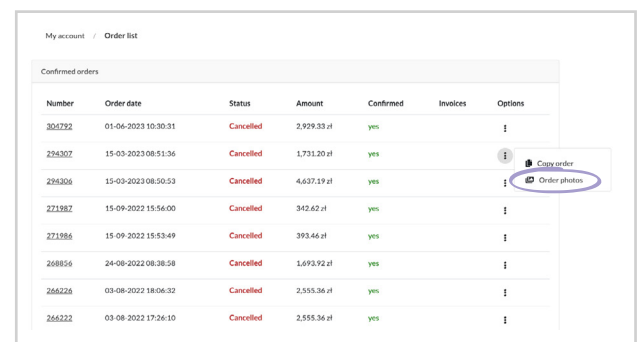 My account / Order list
Confirmed orders
Number Order date Status Amount Confirmed Invoices Options
304792 01-06-2023 10:30:31 Cancelled 2,929.33 zł yes
294307 15-03-2023 08:51:36 Cancelled 1,731.20 zł yes
Copy order
294306 15-03-2023 08:50:53 Cancelled 4,637.19 zł yes
Order photos
271987 15-09-2022 15:56:00 Cancelled 342.62 zł yes
271986 15-09-2022 15:53:49 Cancelled 393.46 zł yes
268856 24-08-2022 08:38:58 Cancelled 1,693.92 zł yes
266226 03-08-2022 18:06:32 Cancelled 2,555.36 zł yes
266222 03-08-2022 17:26:10 Cancelled 2,555.36 zł yes